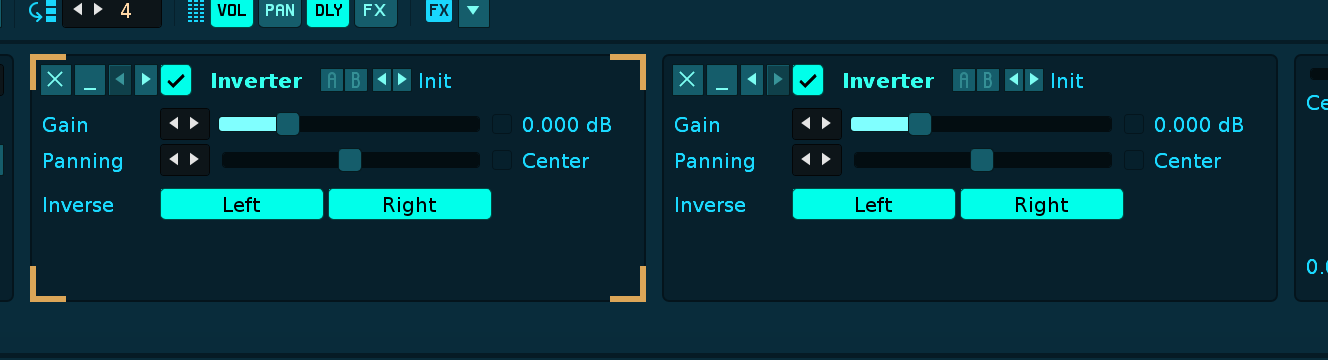 4 VOL PAN DLY FX FX
Inverter A B Init
Gain 0.000 dB
Panning Center
Inverse Left Right
Inverter A B Init
Gain 0.000 dB
Panning Center
Inverse Left Right
Ce
0.0